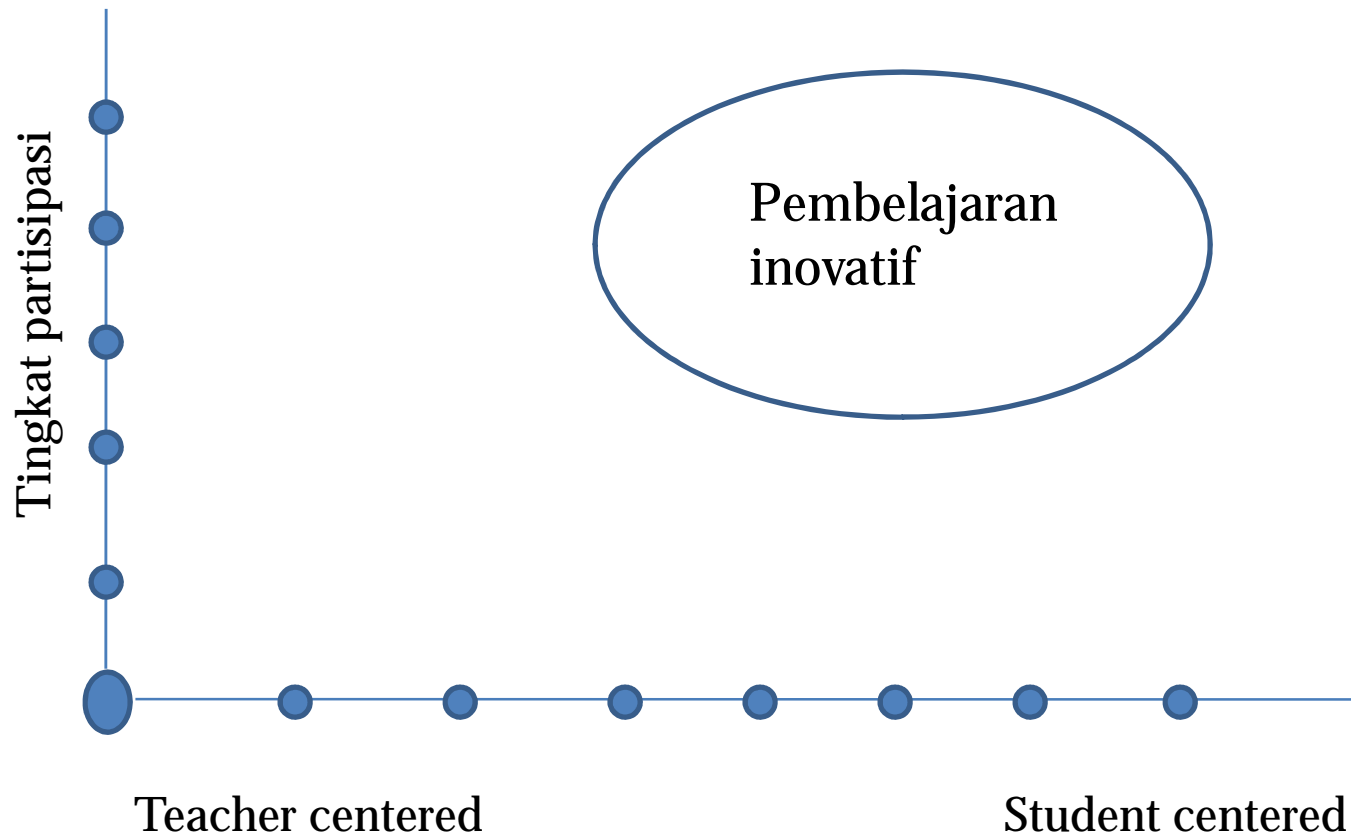 Tingkat partisipasi
Pembelajaran
inovatif
Teacher centered
Student centered